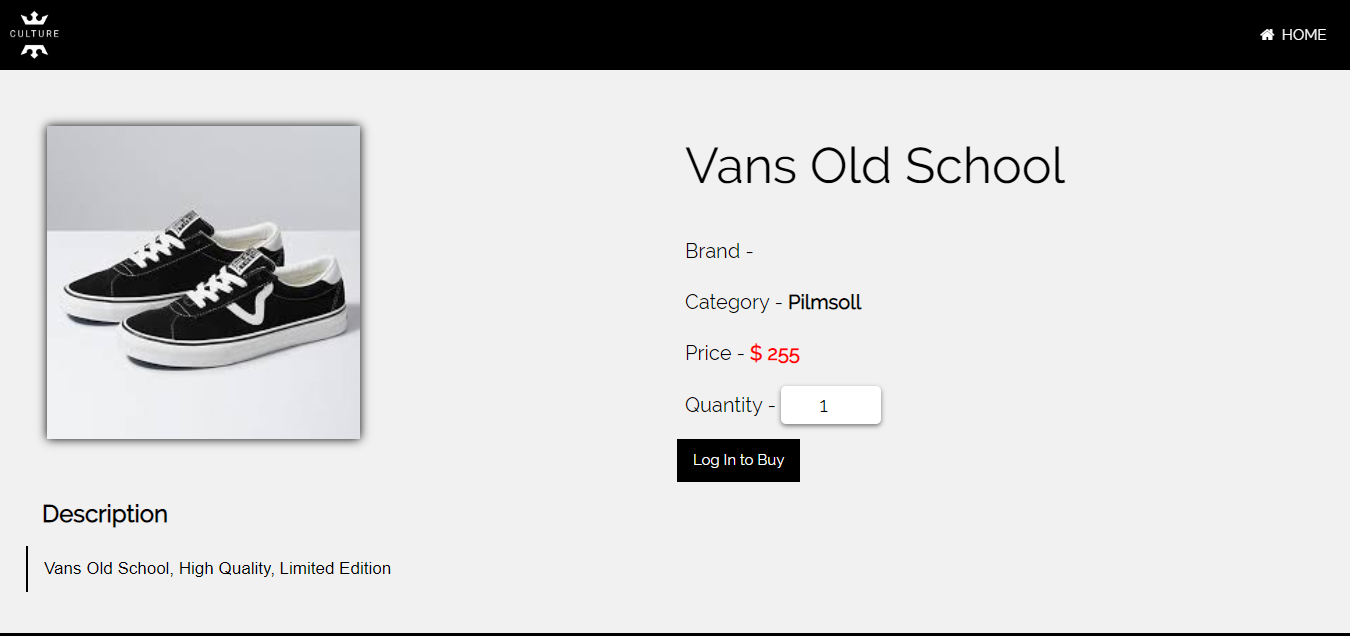 CULTURE
HOME
Vans Old School
Brand -
Category - Pilmsoll
Price - $ 255
Quantity - 1
Log In to Buy
Description
Vans Old School, High Quality, Limited Edition